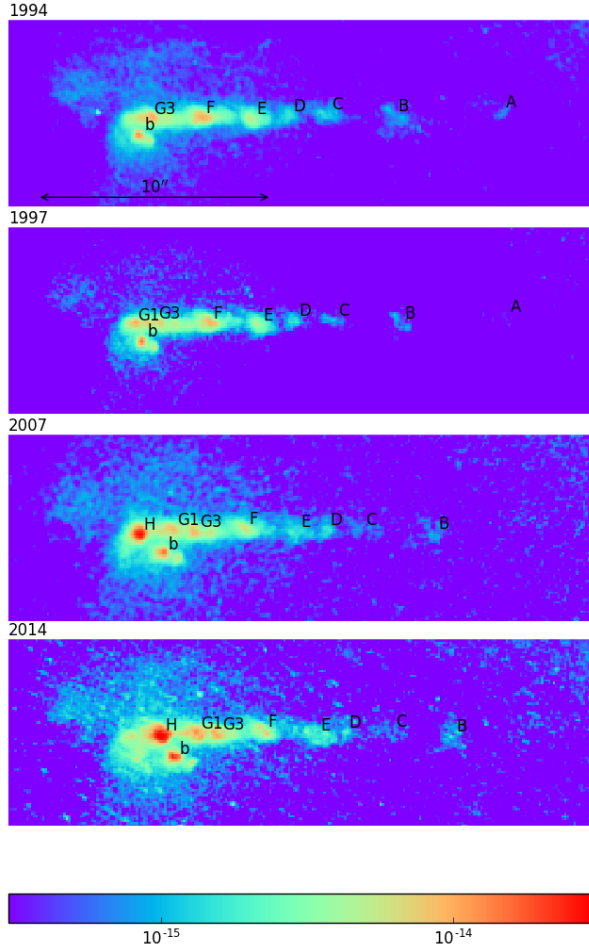 1994
G3 F E D C B A
b
10″
1997
G1 G3 F E D C B A
b
2007
H G1 G3 F E D C B
b
2014
H G1 G3 F E D C B
b
10⁻¹⁵ 10⁻¹⁴